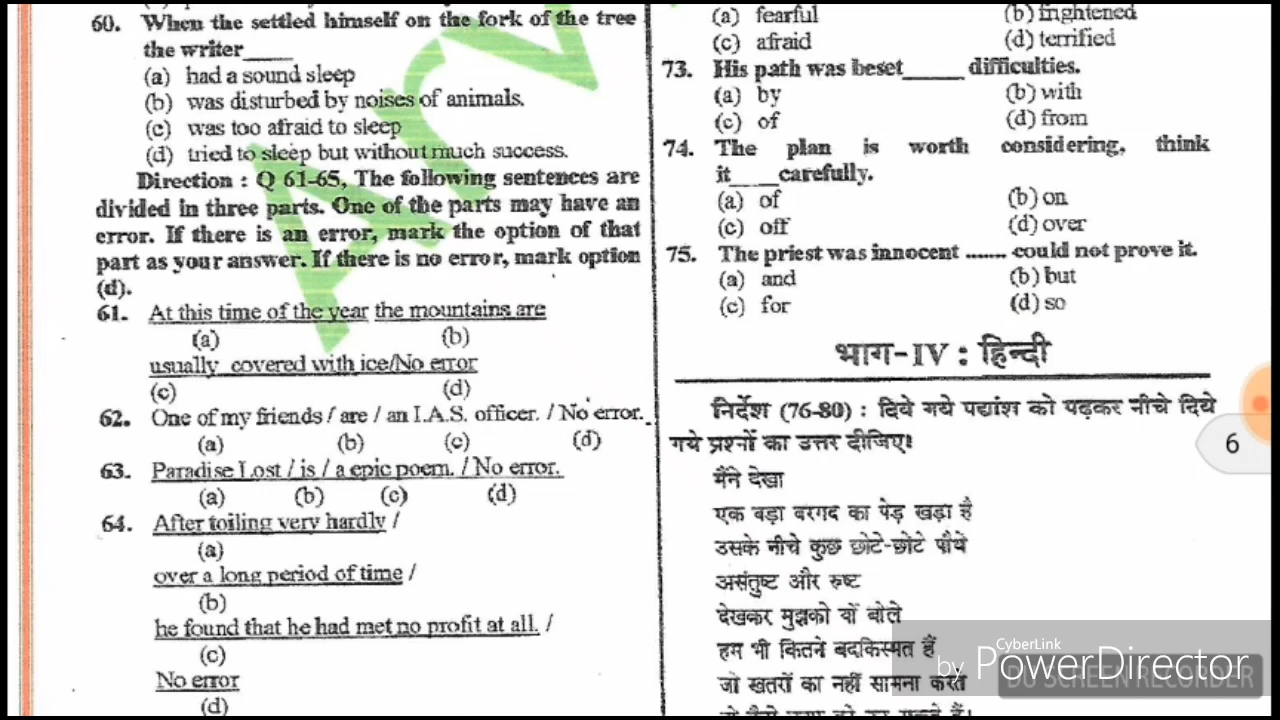 60. When the settled himself on the fork of the tree
the writer____
(a) had a sound sleep
(b) was disturbed by noises of animals.
(c) was too afraid to sleep
(d) tried to sleep but without much success.
Direction : Q 61-65, The following sentences are
divided in three parts. One of the parts may have an
error. If there is an error, mark the option of that
part as your answer. If there is no error, mark option
(d).
61. At this time of the year the mountains are
(a) (b)
usually covered with ice/No error
(c) (d)
62. One of my friends / are / an I.A.S. officer. / No error.
(a) (b) (c) (d)
63. Paradise Lost / is / a epic poem. / No error.
(a) (b) (c) (d)
64. After toiling very hardly /
(a)
over a long period of time /
(b)
he found that he had met no profit at all. /
(c)
No error
(d)
(a) fearful (b) frightened
(c) afraid (d) terrified
73. His path was beset_____ difficulties.
(a) by (b) with
(c) of (d) from
74. The plan is worth considering, think
it____carefully.
(a) of (b) on
(c) off (d) over
75. The priest was innocent ....... could not prove it.
(a) and (b) but
(c) for (d) so
भाग-IV : हिन्दी
निर्देश (76-80) : दिये गये पद्यांश को पढ़कर नीचे दिये
गये प्रश्नों का उत्तर दीजिए।
मैंने देखा
एक बड़ा बरगद का पेड़ खड़ा है
उसके नीचे कुछ छोटे-छोटे पौधे
असंतुष्ट और रुष्ट
देखकर मुझको यों बोले
हम भी कितने बदकिस्मत हैं
जो खतरों का नहीं सामना करते
6
Arv
CyberLink
by PowerDirector
DU SCREEN RECORDER